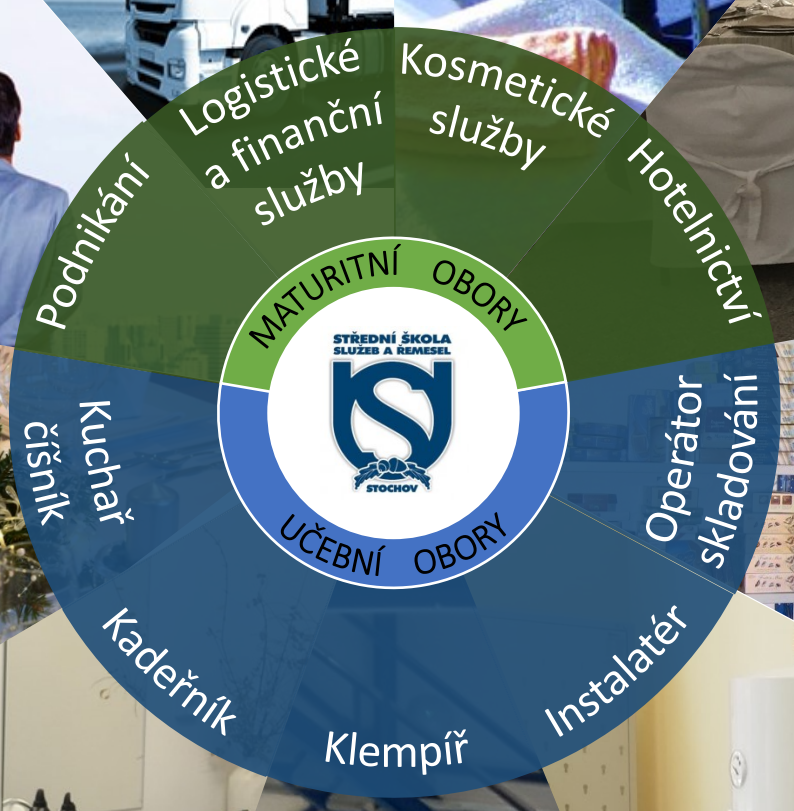 Podnikání
Logistické
a finanční
služby
Kosmetické
služby
Hotelnictví
MATURITNÍ OBORY
STŘEDNÍ ŠKOLA
SLUŽEB A ŘEMESEL
STOCHOV
UČEBNÍ OBORY
Kuchař
číšník
Kadeřník
Klempíř
Instalatér
Operátor
skladování